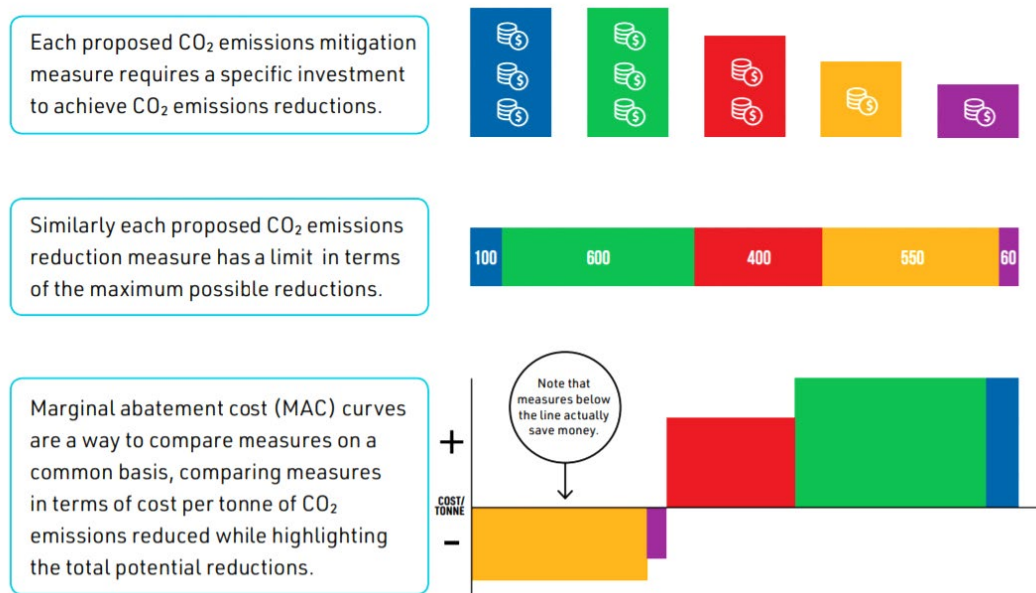 Each proposed CO₂ emissions mitigation
measure requires a specific investment
to achieve CO₂ emissions reductions.
$ $ $ $ $
$ $ $
$ $ 
Similarly each proposed CO₂ emissions
reduction measure has a limit in terms
of the maximum possible reductions.
100 600 400 550 60
Marginal abatement cost (MAC) curves
are a way to compare measures on a
common basis, comparing measures
in terms of cost per tonne of CO₂
emissions reduced while highlighting
the total potential reductions.
Note that
measures below
the line actually
save money.
+
COST/
TONNE
-